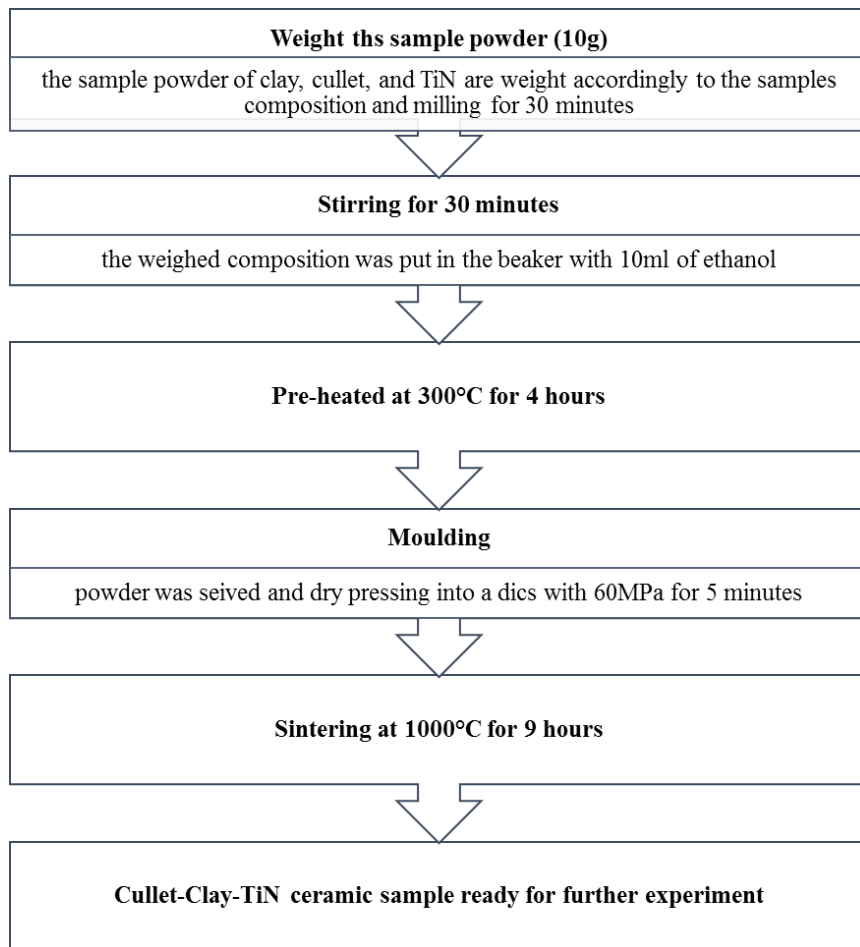 Weight ths sample powder (10g)
the sample powder of clay, cullet, and TiN are weight accordingly to the samples
composition and milling for 30 minutes
Stirring for 30 minutes
the weighed composition was put in the beaker with 10ml of ethanol
Pre-heated at 300°C for 4 hours
Moulding
powder was seived and dry pressing into a dics with 60MPa for 5 minutes
Sintering at 1000°C for 9 hours
Cullet-Clay-TiN ceramic sample ready for further experiment